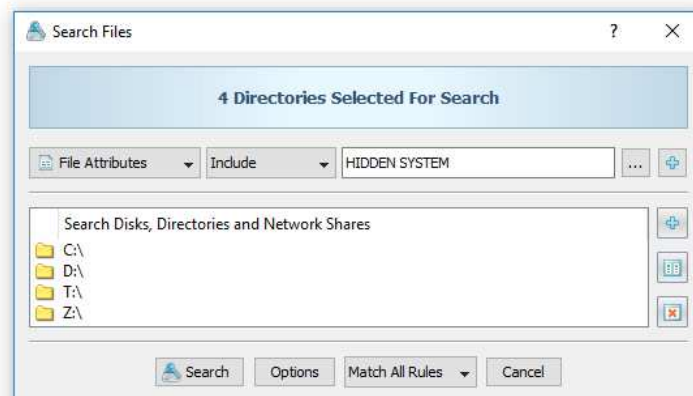 Search Files ?
4 Directories Selected For Search
File Attributes Include HIDDEN SYSTEM ...
Search Disks, Directories and Network Shares
C:\
D:\
T:\
Z:\
Search Options Match All Rules Cancel